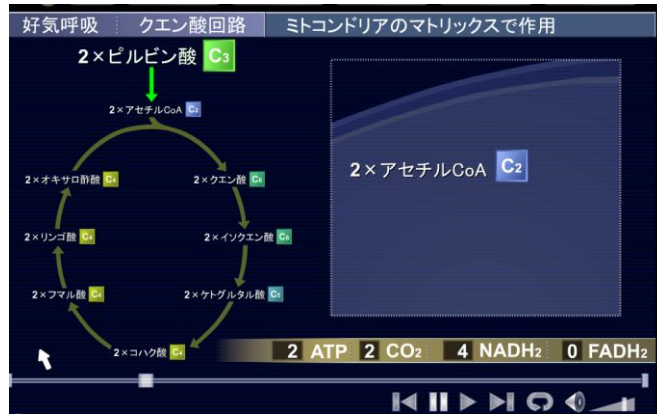 好気呼吸 クエン酸回路 ミトコンドリアのマトリックスで作用
2×ピルビン酸 C3
2×アセチルCoA C2
2×オキサロ酢酸 C4
2×クエン酸 C6
2×アセチルCoA C2
2×リンゴ酸 C4
2×イソクエン酸 C6
2×フマル酸 C4
2×ケトグルタル酸 C5
2×コハク酸 C4
2 ATP 2 CO2 4 NADH2 0 FADH2